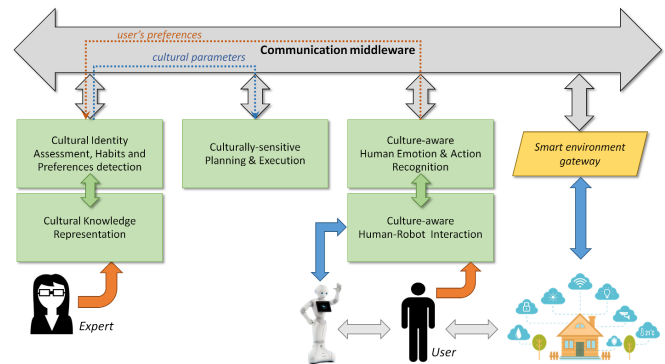 user's preferences
Communication middleware
cultural parameters
Cultural Identity
Assessment, Habits and
Preferences detection
Culturally-sensitive
Planning & Execution
Culture-aware
Human Emotion & Action
Recognition
Smart environment
gateway
Cultural Knowledge
Representation
Culture-aware
Human-Robot Interaction
Expert
User